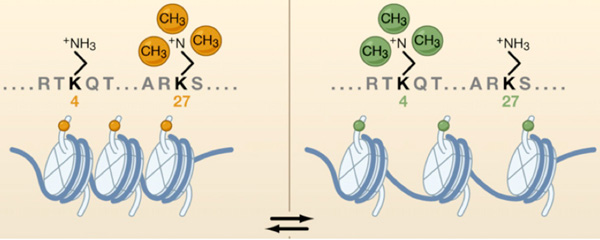 CH₃
⁺NH₃ CH₃ ⁺N CH₃
....RTKQT...ARKS....
4 27
CH₃
CH₃ ⁺N CH₃ ⁺NH₃
....RTKQT...ARKS....
4 27